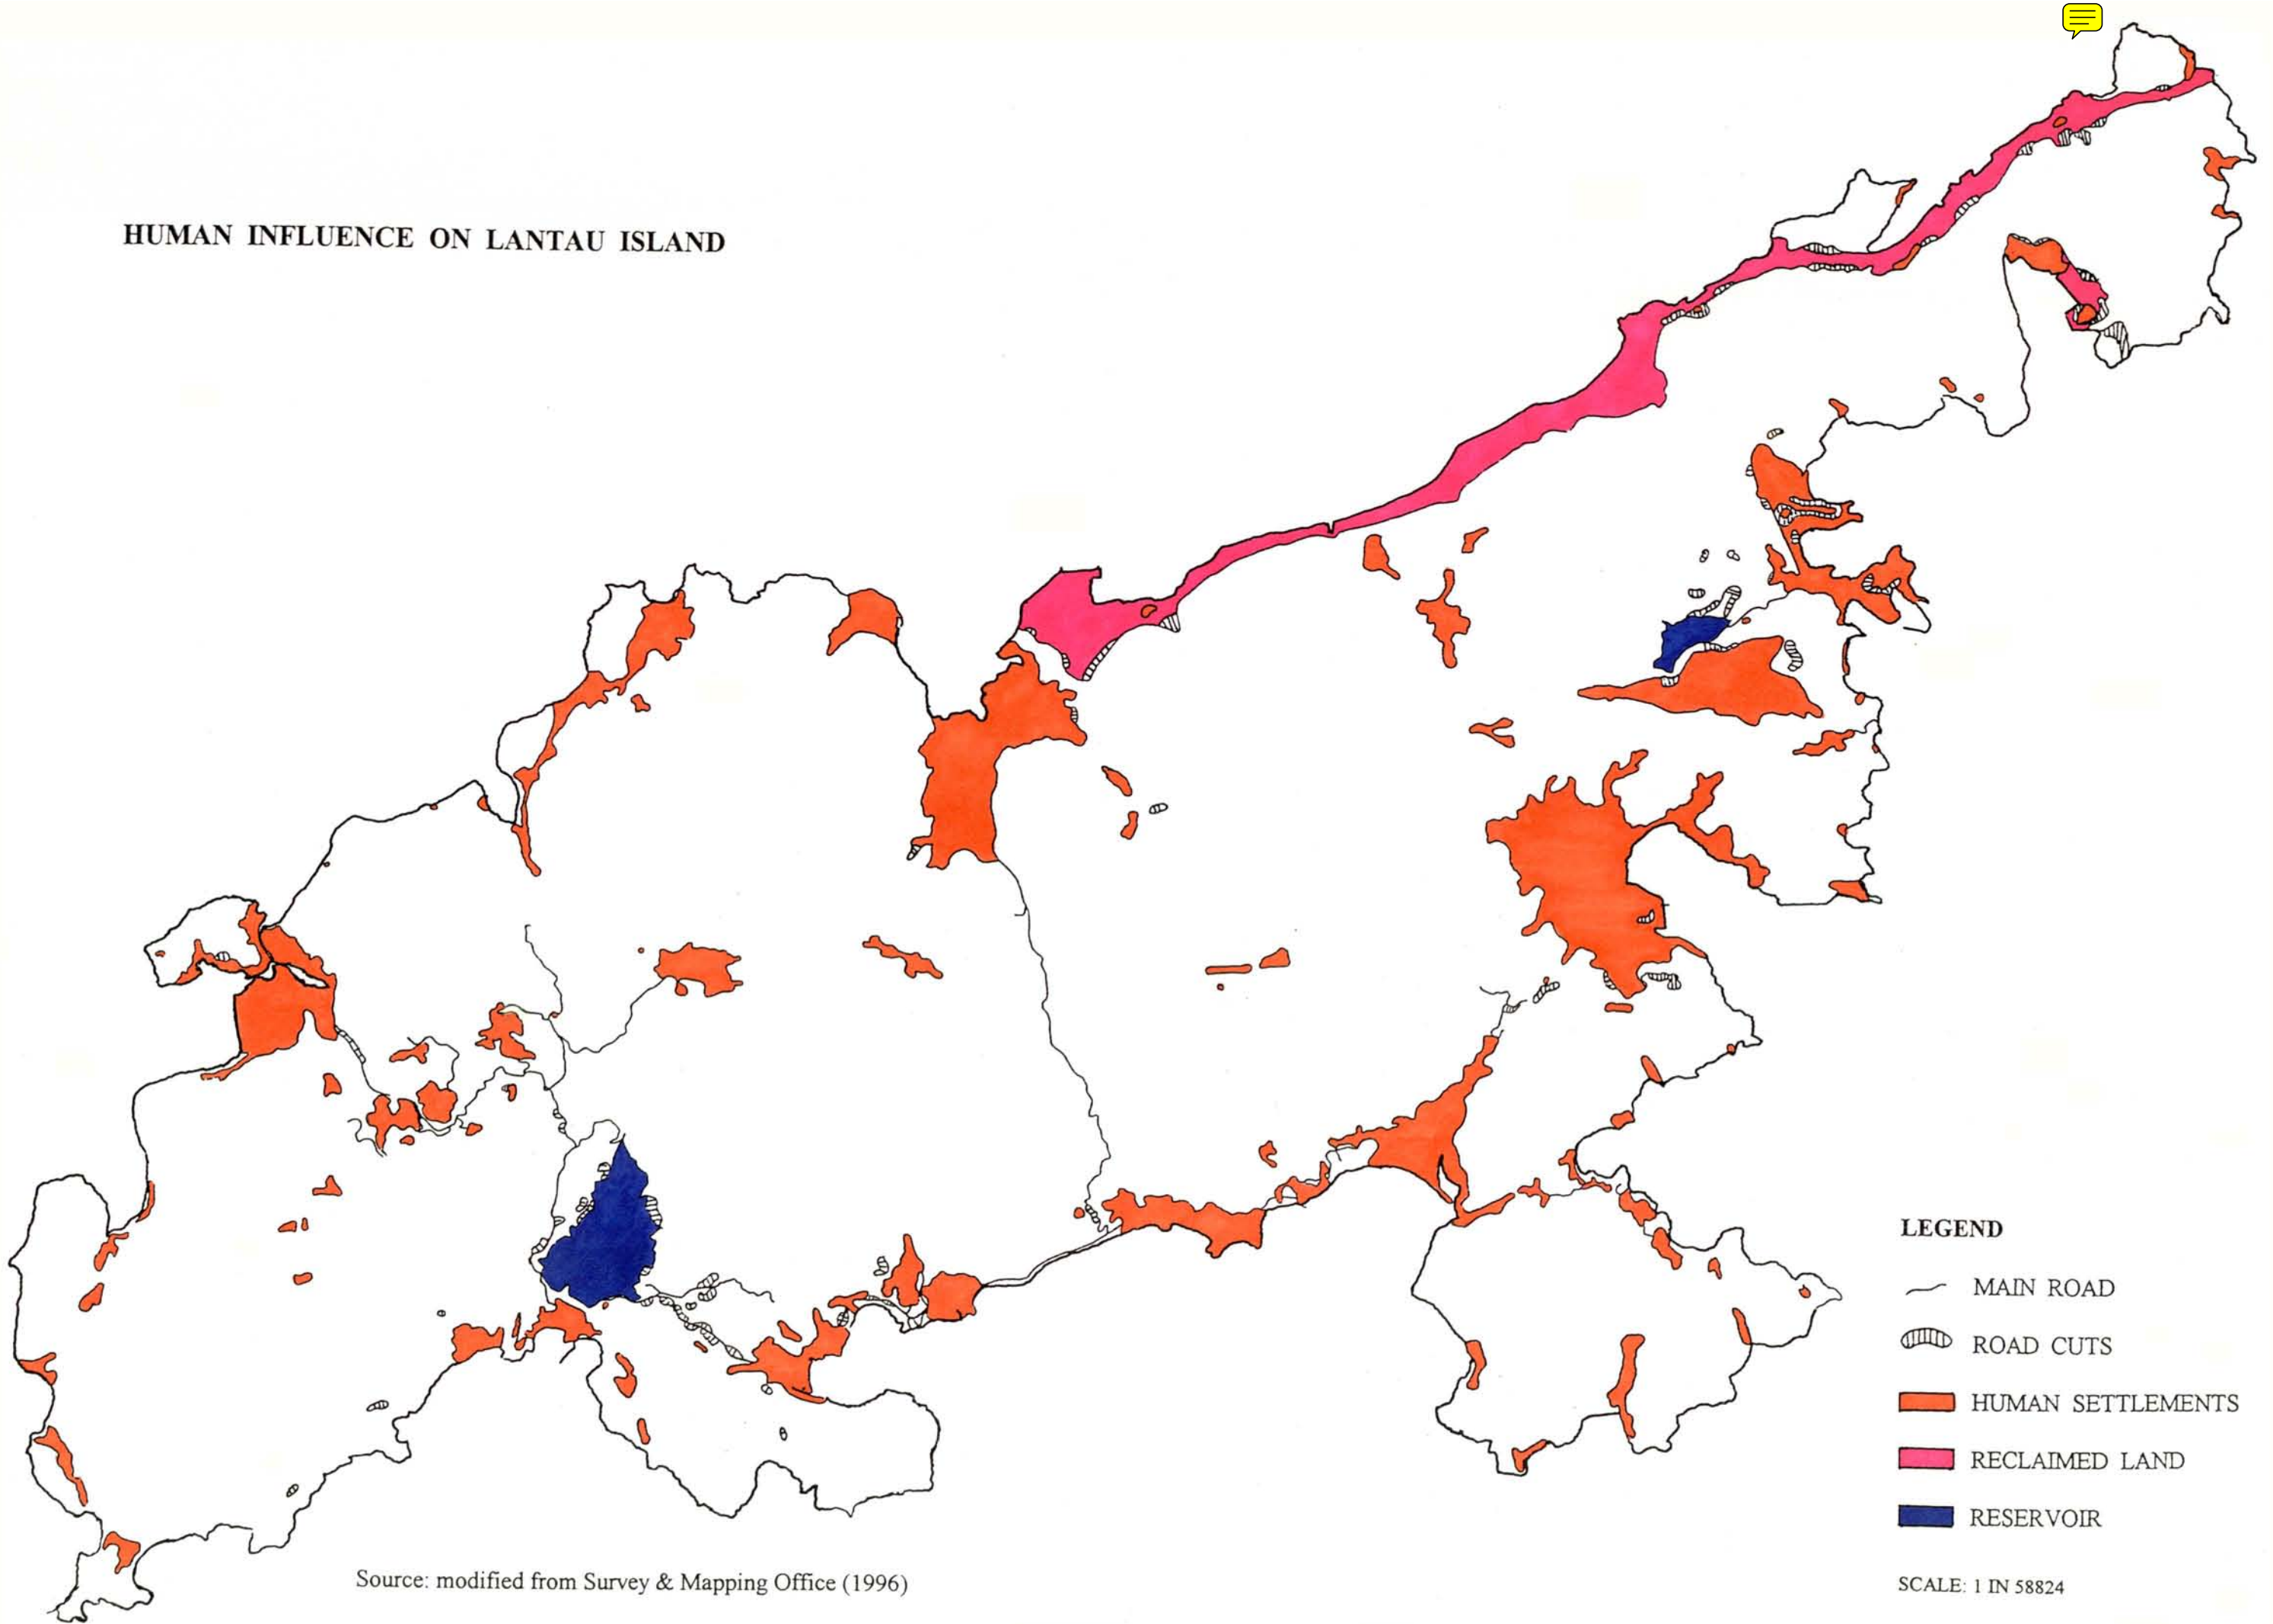 HUMAN INFLUENCE ON LANTAU ISLAND
LEGEND
MAIN ROAD
ROAD CUTS
HUMAN SETTLEMENTS
RECLAIMED LAND
RESERVOIR
Source: modified from Survey & Mapping Office (1996)
SCALE: 1 IN 58824